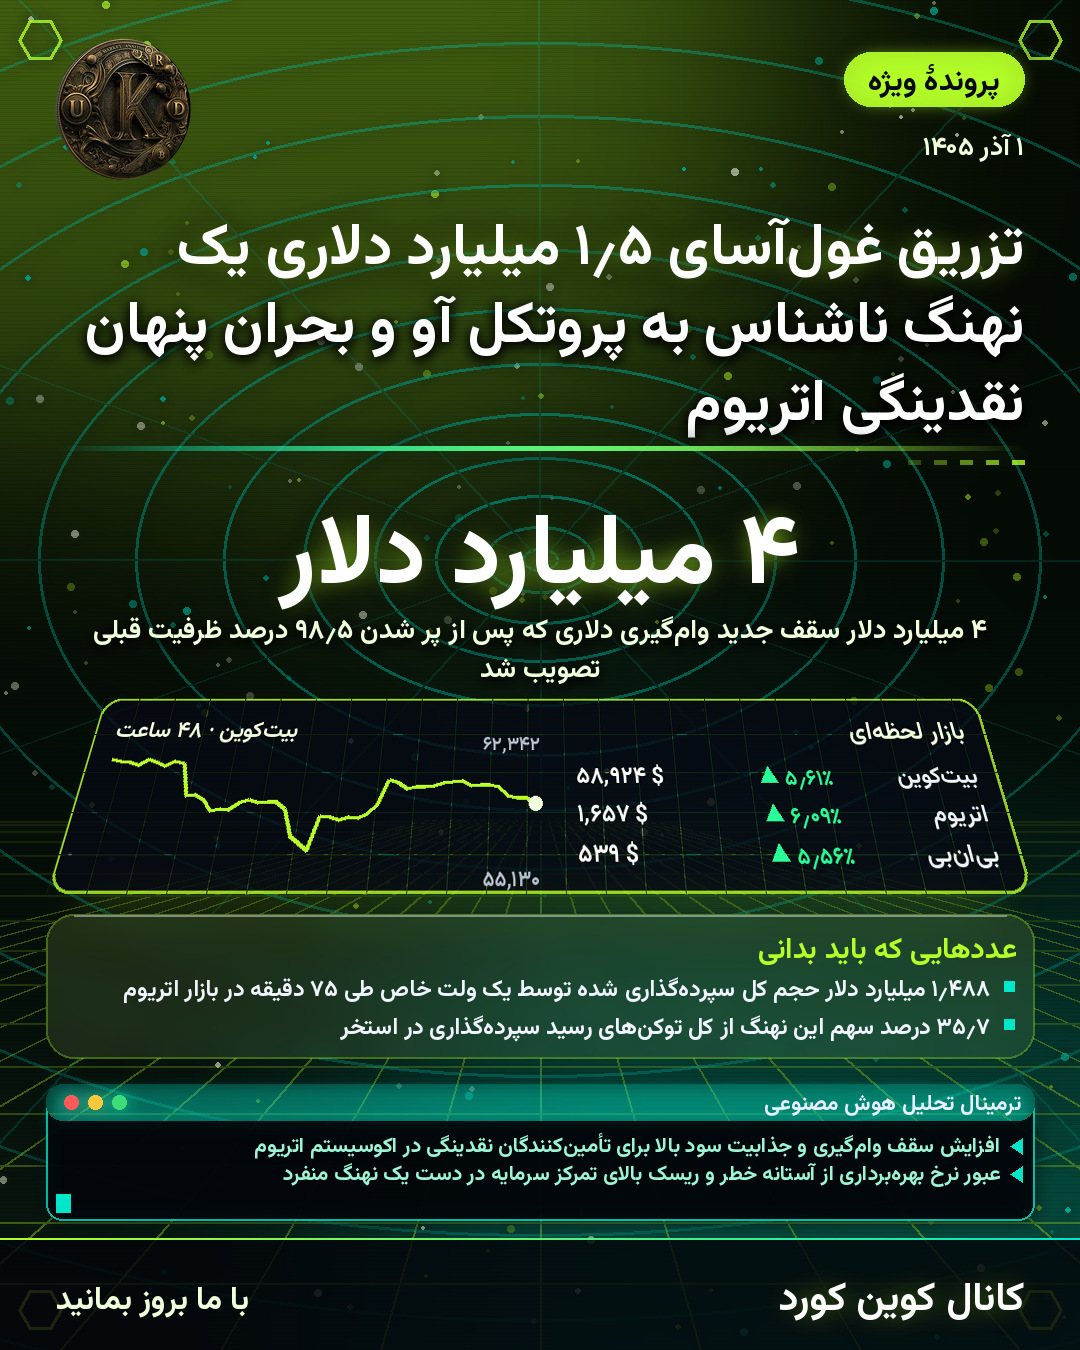 پروندهٔ ویژه
۱ آذر ۱۴۰۵
تزریق غول‌آسای ۱٫۵ میلیارد دلاری یک
نهنگ ناشناس به پروتکل آو و بحران پنهان
نقدینگی اتریوم
۴ میلیارد دلار
۴ میلیارد دلار سقف جدید وام‌گیری دلاری که پس از پر شدن ۹۸٫۵ درصد ظرفیت قبلی
تصویب شد
بازار لحظه‌ای
بیت‌کوین ▲ ۵٫۶۱٪ ۵۸,۹۲۴ $
اتریوم ▲ ۶٫۰۹٪ ۱,۶۵۷ $
بی‌ان‌بی ▲ ۵٫۵۶٪ ۵۳۹ $
بیت‌کوین · ۴۸ ساعت
۶۲,۳۴۲
۵۵,۱۳۰
عددهایی که باید بدانی
۱٫۴۸۸ میلیارد دلار حجم کل سپرده‌گذاری شده توسط یک ولت خاص طی ۷۵ دقیقه در بازار اتریوم
۳۵٫۷ درصد سهم این نهنگ از کل توکن‌های رسید سپرده‌گذاری در استخر
ترمینال تحلیل هوش مصنوعی
افزایش سقف وام‌گیری و جذابیت سود بالا برای تأمین‌کنندگان نقدینگی در اکوسیستم اتریوم
عبور نرخ بهره‌برداری از آستانه خطر و ریسک بالای تمرکز سرمایه در دست یک نهنگ منفرد
کانال کوین کورد
با ما بروز بمانید